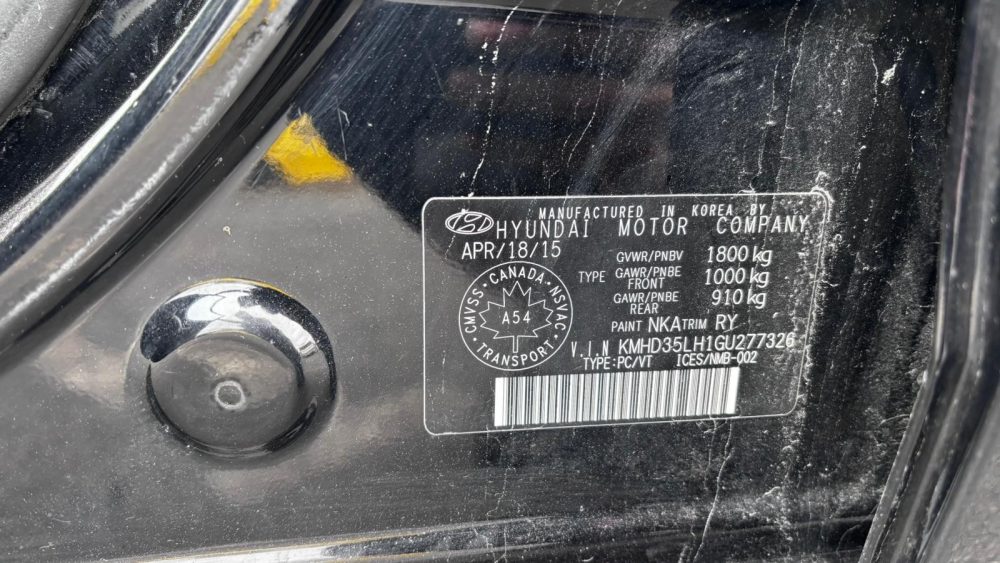 MANUFACTURED IN KOREA BY
HYUNDAI MOTOR COMPANY
APR/18/15
GVWR/PNBV 1800 kg
TYPE GAWR/PNBE FRONT 1000 kg
GAWR/PNBE REAR 910 kg
PAINT NKA TRIM RY
V.I.N KMHD35LH1GU277326
TYPE:PC/VT ICES/NMB-002
CMVSS · CANADA · NSVAC · TRANSPORT ·
A54